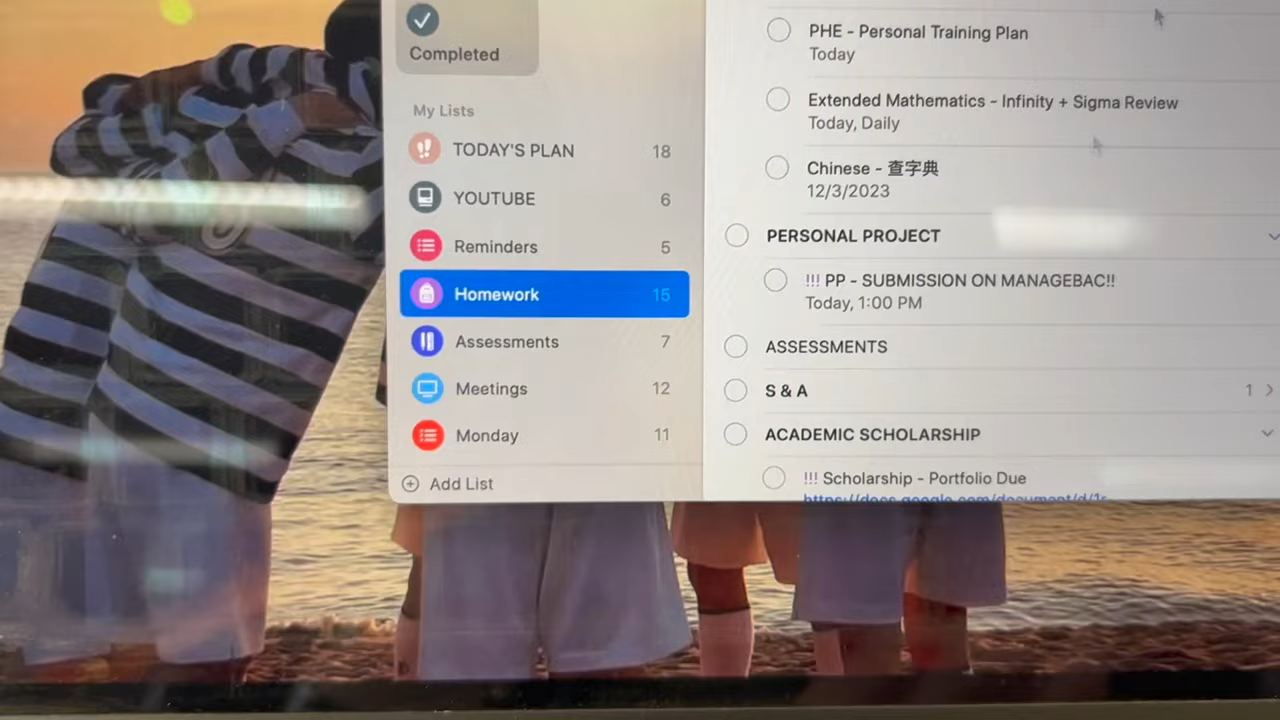 Completed
My Lists
TODAY'S PLAN 18
YOUTUBE 6
Reminders 5
Homework 15
Assessments 7
Meetings 12
Monday 11
Add List
PHE - Personal Training Plan
Today
Extended Mathematics - Infinity + Sigma Review
Today, Daily
Chinese - 查字典
12/3/2023
PERSONAL PROJECT
!!! PP - SUBMISSION ON MANAGEBAC!!
Today, 1:00 PM
ASSESSMENTS
S & A 1
ACADEMIC SCHOLARSHIP
!!! Scholarship - Portfolio Due